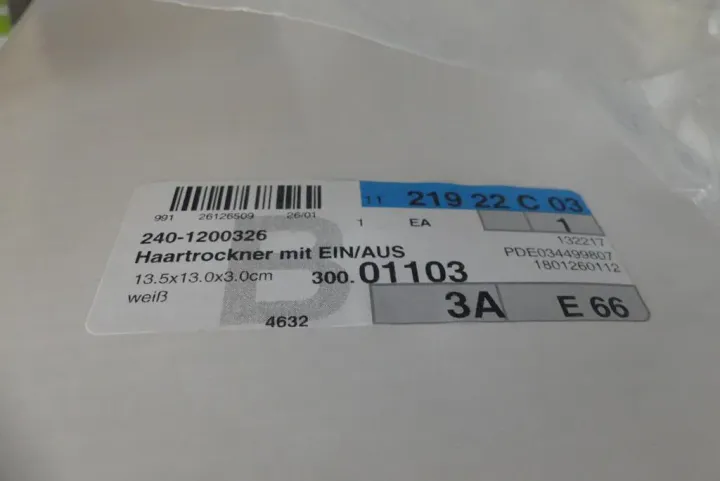 991 26126509 26/01
240-1200326
Haartrockner mit EIN/AUS
13.5x13.0x3.0cm
weiß
B
4632
11 219 22 C 03
1 EA 1
132217
PDE034499807
1801260112
300.01103
3A E 66